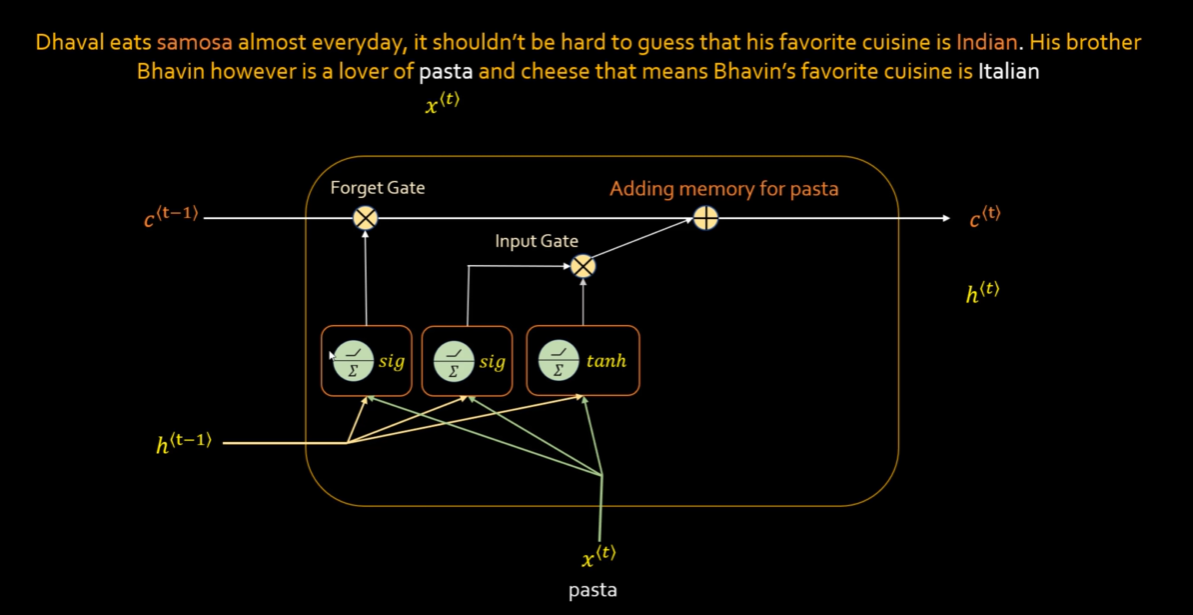 Dhaval eats samosa almost everyday, it shouldn't be hard to guess that his favorite cuisine is Indian. His brother
Bhavin however is a lover of pasta and cheese that means Bhavin's favorite cuisine is Italian
x⟨t⟩
Forget Gate
Adding memory for pasta
c⟨t−1⟩
c⟨t⟩
Input Gate
h⟨t⟩
Σ sig
Σ sig
Σ tanh
h⟨t−1⟩
x⟨t⟩
pasta